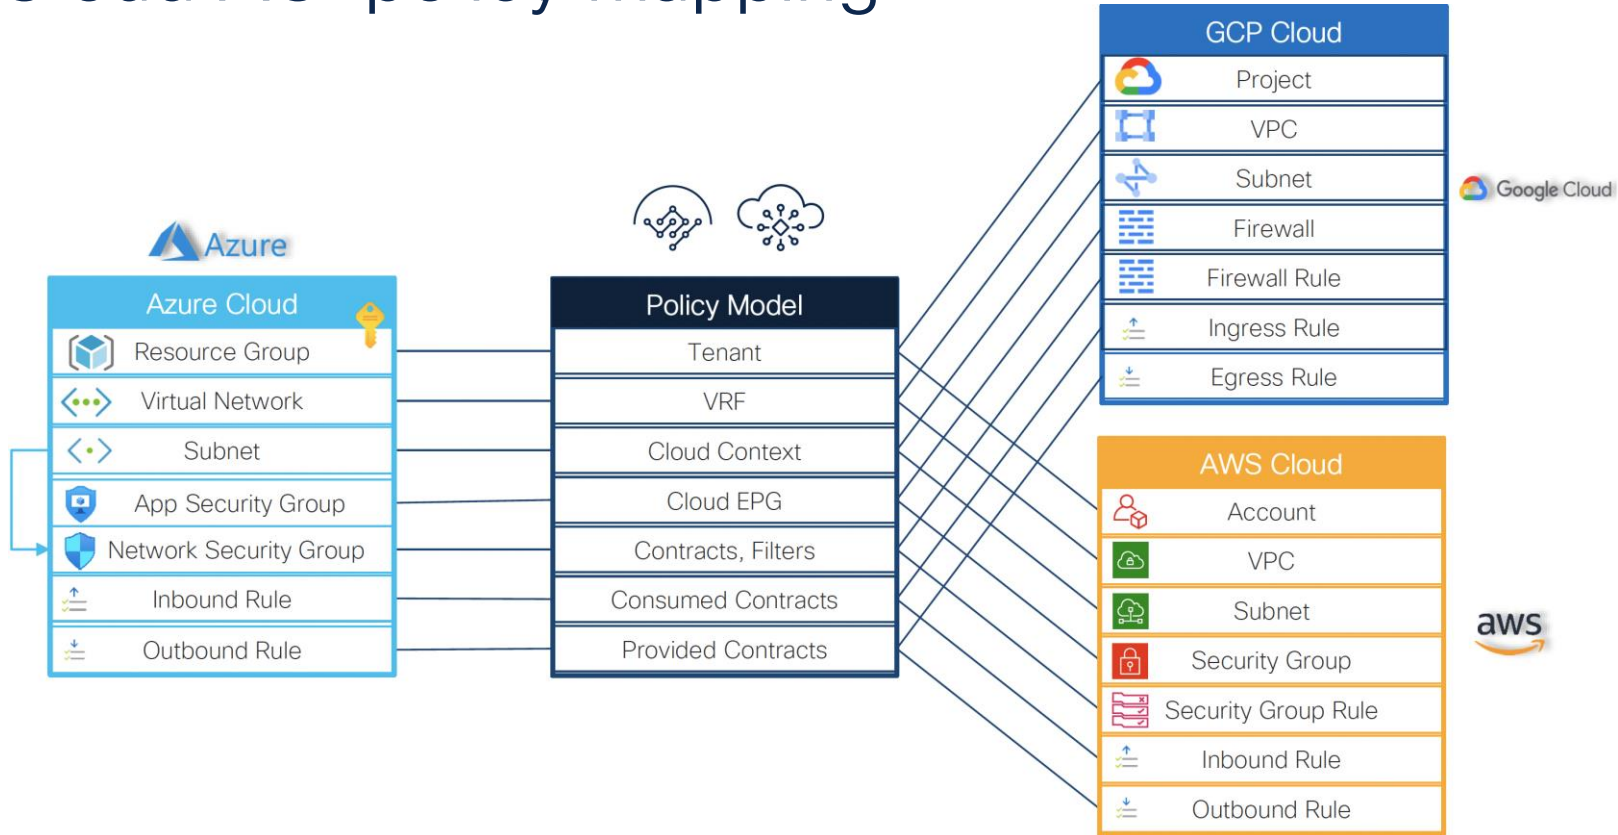 policy mapping
GCP Cloud
Project
VPC
Subnet
Firewall
Firewall Rule
Ingress Rule
Egress Rule
Google Cloud
Azure
Azure Cloud
Resource Group
Virtual Network
Subnet
App Security Group
Network Security Group
Inbound Rule
Outbound Rule
Policy Model
Tenant
VRF
Cloud Context
Cloud EPG
Contracts, Filters
Consumed Contracts
Provided Contracts
AWS Cloud
Account
VPC
Subnet
Security Group
Security Group Rule
Inbound Rule
Outbound Rule
aws